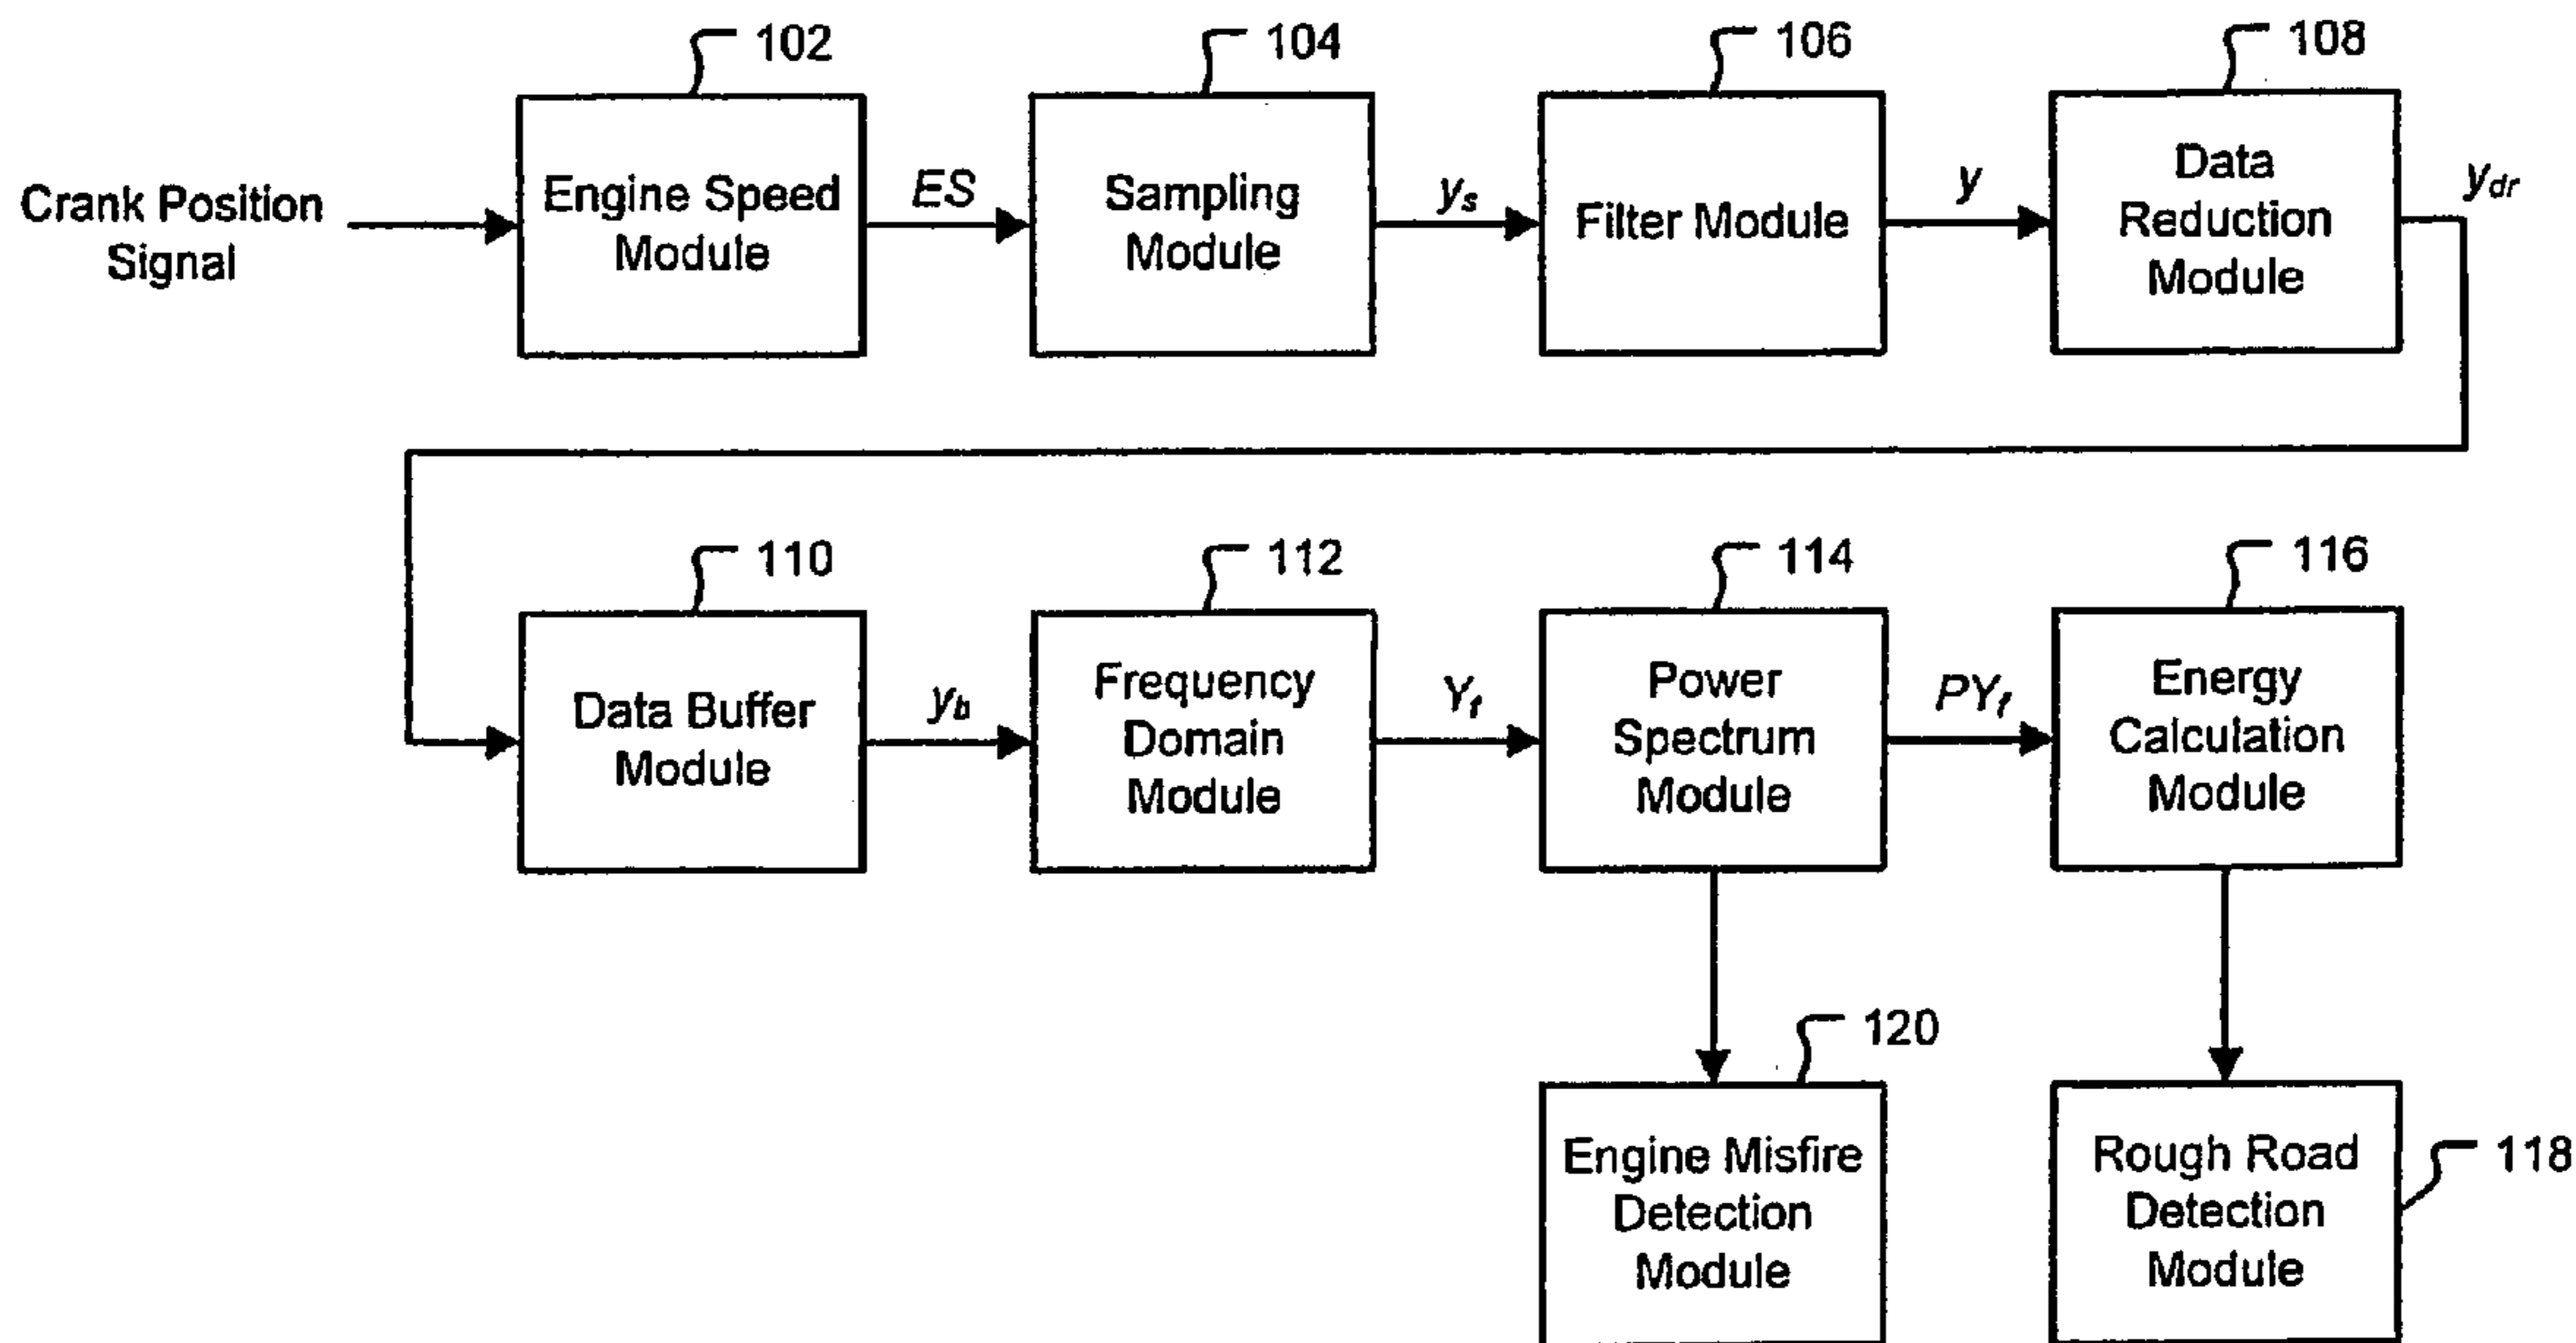 102
104
106
108
Crank Position
Signal
Engine Speed
Module
ES
Sampling
Module
ys
Filter Module
y
Data
Reduction
Module
ydr
110
112
114
116
Data Buffer
Module
yb
Frequency
Domain
Module
Yf
Power
Spectrum
Module
PYf
Energy
Calculation
Module
120
Engine Misfire
Detection
Module
Rough Road
Detection
Module
118